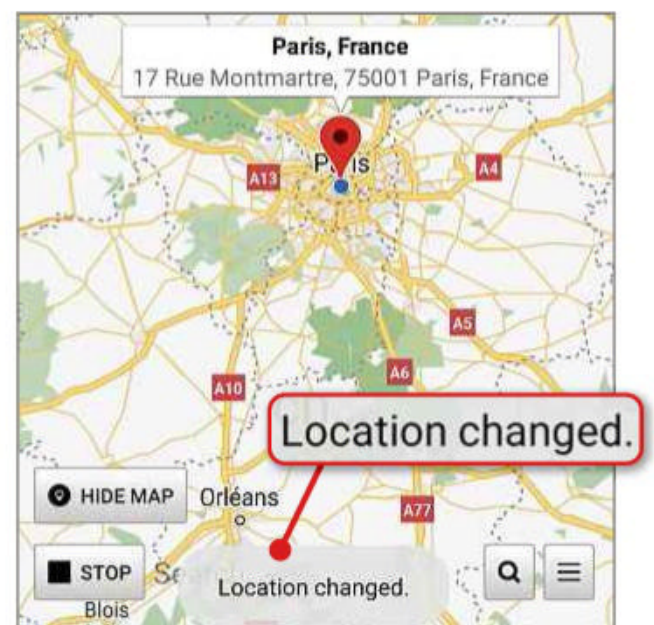 Paris, France
17 Rue Montmartre, 75001 Paris, France
A13
A4
A5
A6
A10
Location changed.
HIDE MAP
Orléans
A77
STOP
Location changed.
Blois